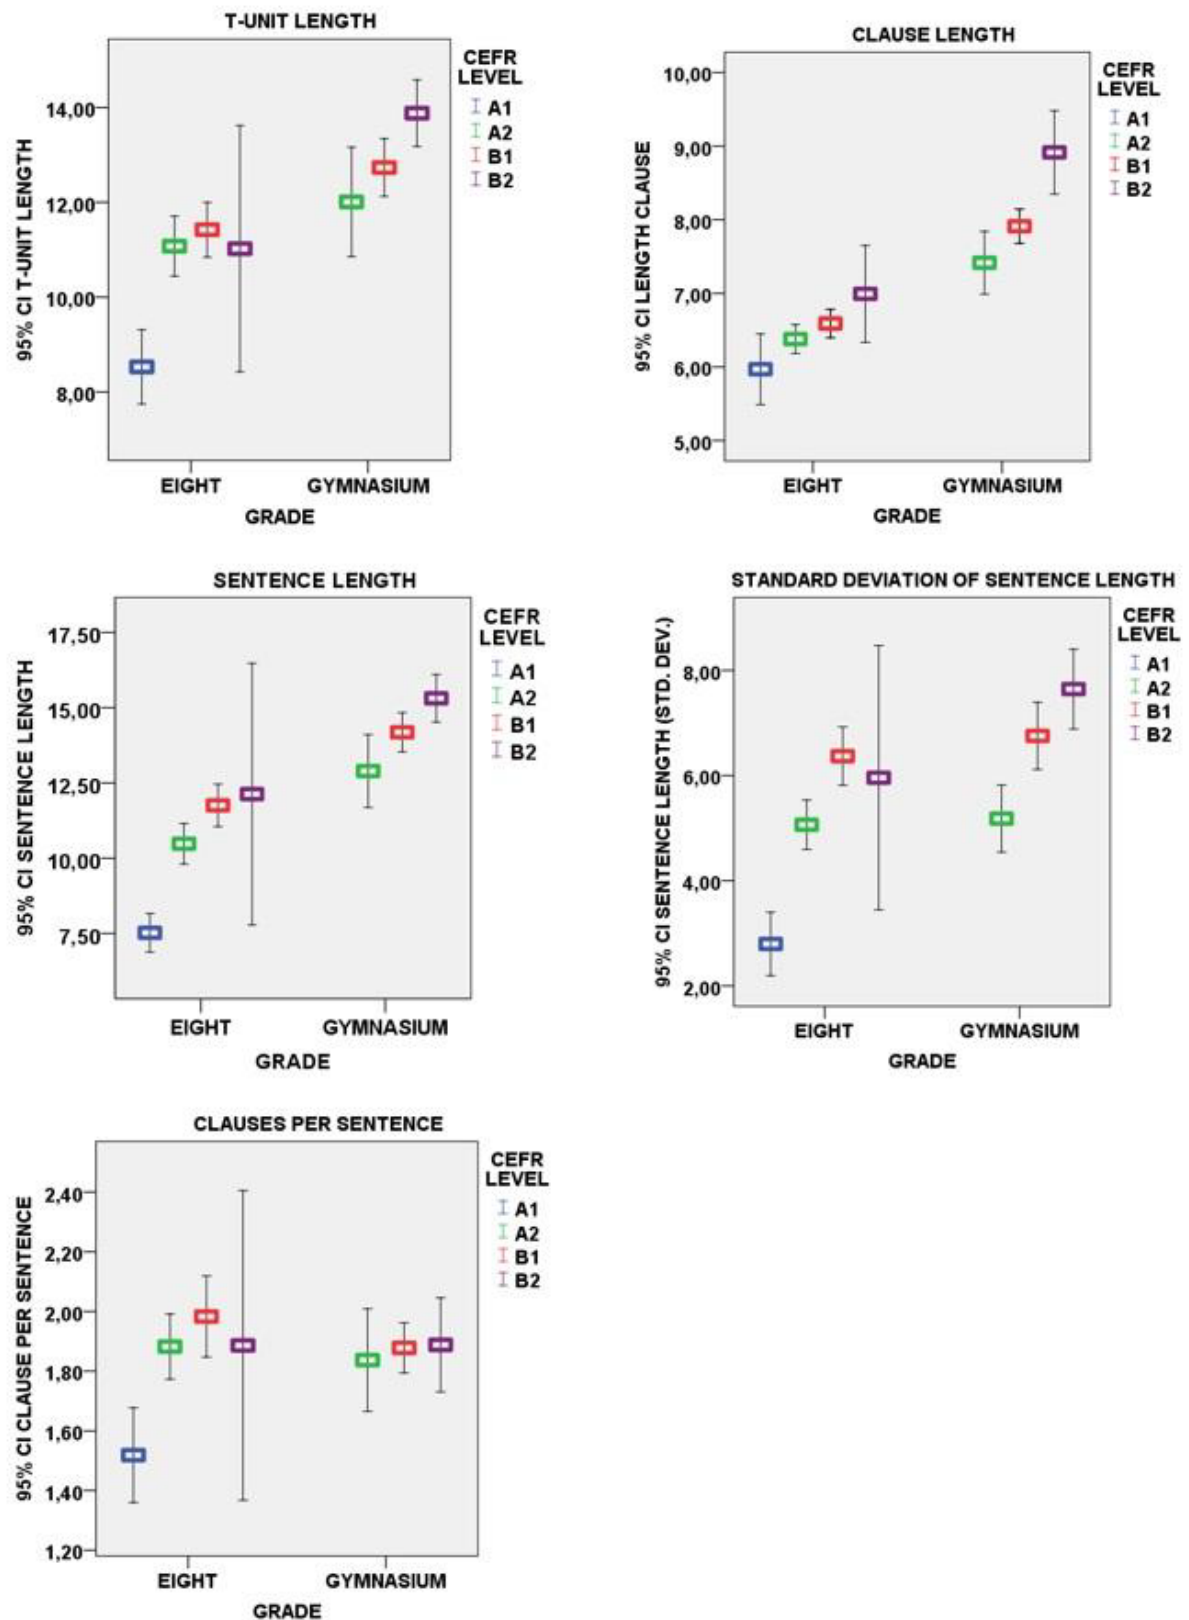 T-UNIT LENGTH
95% CI T-UNIT LENGTH
14,00
12,00
10,00
8,00
EIGHT
GYMNASIUM
GRADE
CEFR
LEVEL
A1
A2
B1
B2
CLAUSE LENGTH
95% CI LENGTH CLAUSE
10,00
9,00
8,00
7,00
6,00
5,00
EIGHT
GYMNASIUM
GRADE
CEFR
LEVEL
A1
A2
B1
B2
SENTENCE LENGTH
95% CI SENTENCE LENGTH
17,50
15,00
12,50
10,00
7,50
EIGHT
GYMNASIUM
GRADE
CEFR
LEVEL
A1
A2
B1
B2
STANDARD DEVIATION OF SENTENCE LENGTH
95% CI SENTENCE LENGTH (STD. DEV.)
8,00
6,00
4,00
2,00
EIGHT
GYMNASIUM
GRADE
CEFR
LEVEL
A1
A2
B1
B2
CLAUSES PER SENTENCE
95% CI CLAUSE PER SENTENCE
2,40
2,20
2,00
1,80
1,60
1,40
1,20
EIGHT
GYMNASIUM
GRADE
CEFR
LEVEL
A1
A2
B1
B2